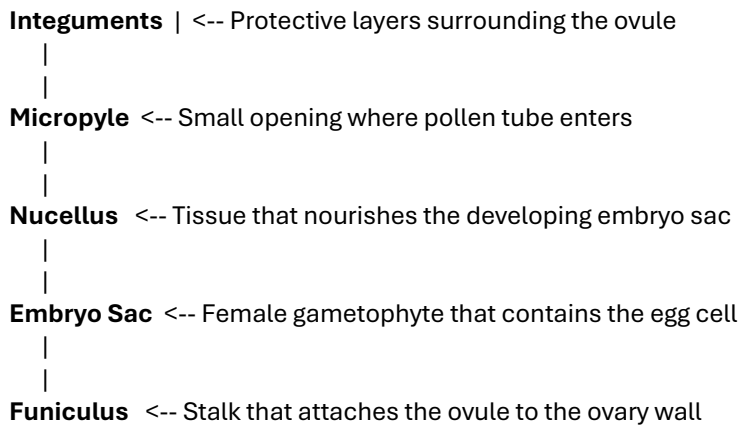 Integuments | <-- Protective layers surrounding the ovule
|
|
Micropyle <-- Small opening where pollen tube enters
|
|
Nucellus <-- Tissue that nourishes the developing embryo sac
|
|
Embryo Sac <-- Female gametophyte that contains the egg cell
|
|
Funiculus <-- Stalk that attaches the ovule to the ovary wall